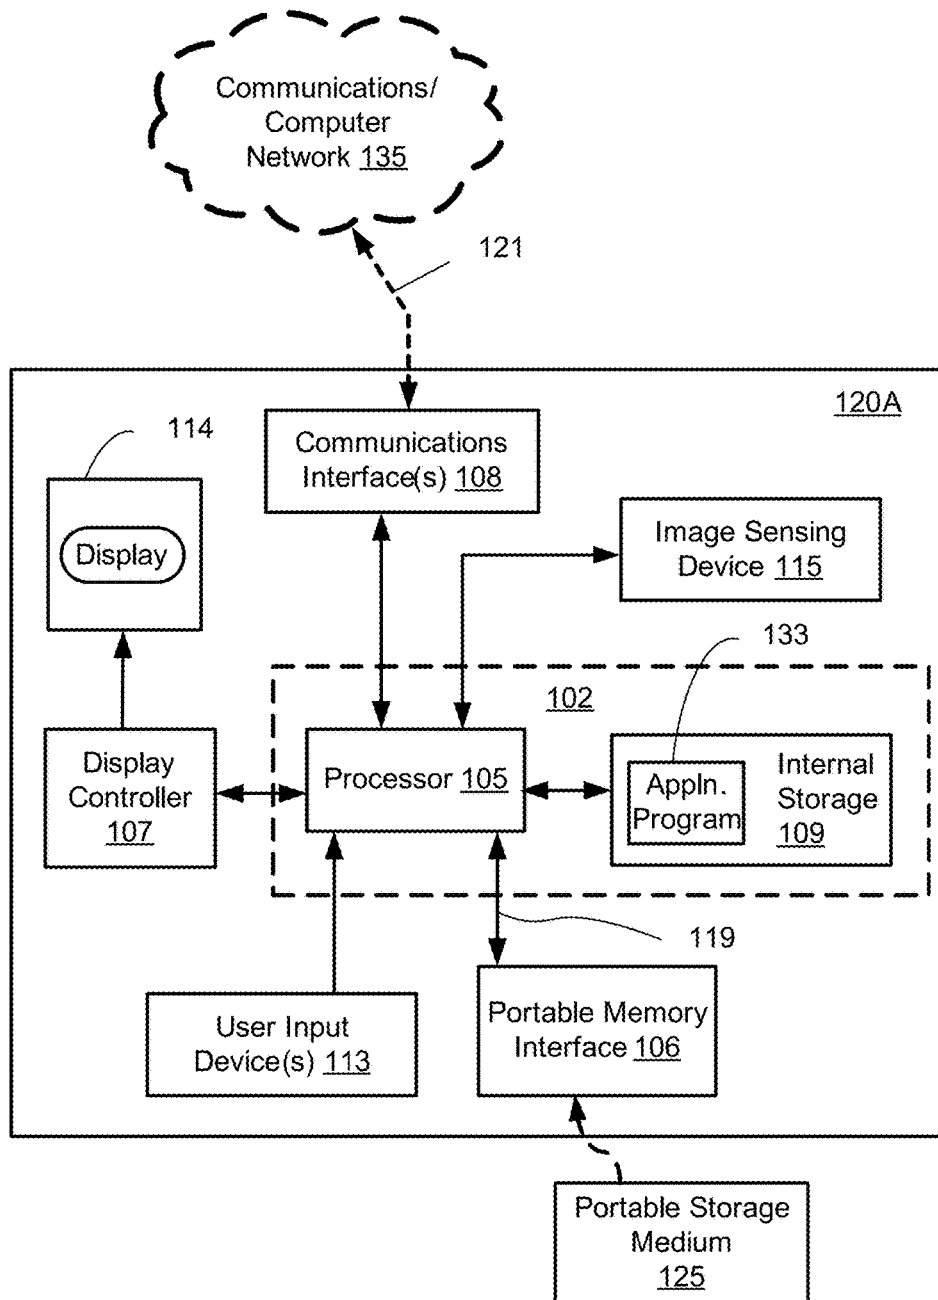 Communications/
Computer
Network 135
121
120A
Communications
Interface(s) 108
114
Display
Image Sensing
Device 115
133
102
Display
Controller
107
Processor 105
Appln.
Program
Internal
Storage
109
119
User Input
Device(s) 113
Portable Memory
Interface 106
Portable Storage
Medium
125